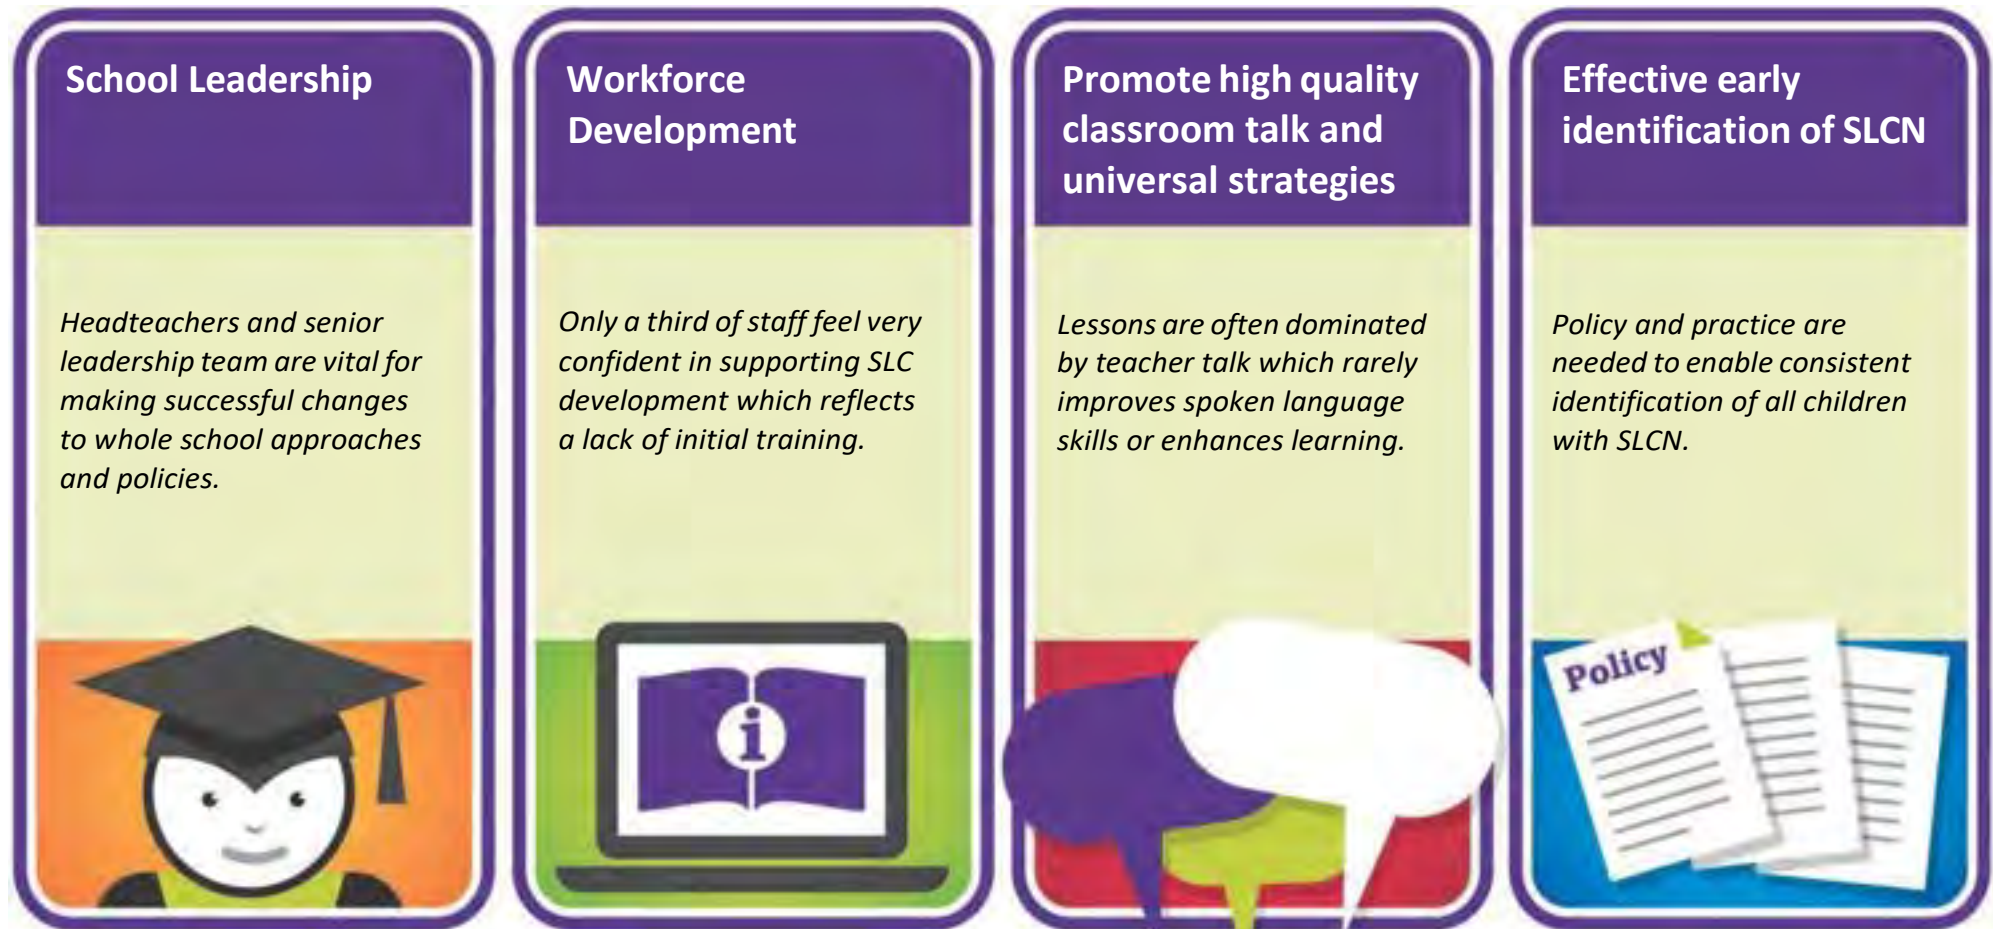 School Leadership
Headteachers and senior
leadership team are vital for
making successful changes
to whole school approaches
and policies.
Workforce
Development
Only a third of staff feel very
confident in supporting SLC
development which reflects
a lack of initial training.
i
Promote high quality
classroom talk and
universal strategies
Lessons are often dominated
by teacher talk which rarely
improves spoken language
skills or enhances learning.
Effective early
identification of SLCN
Policy and practice are
needed to enable consistent
identification of all children
with SLCN.
Policy